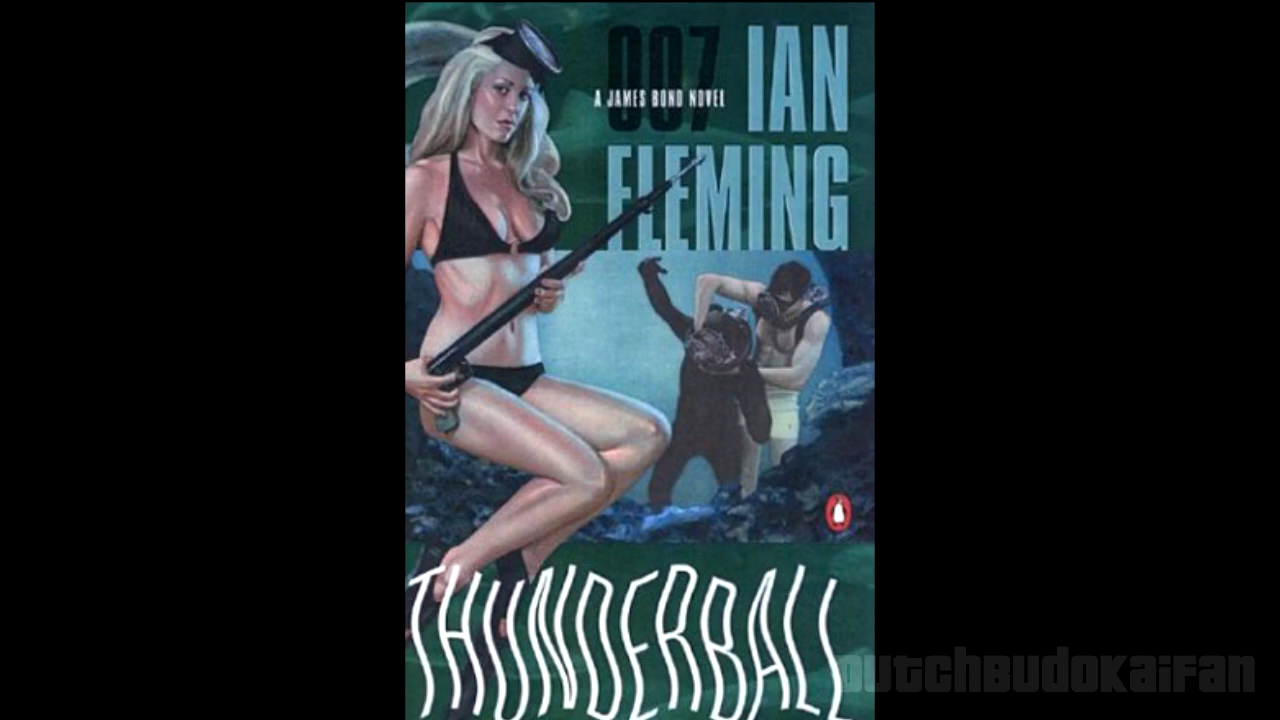 007
IAN
A JAMES BOND NOVEL
FLEMING
THUNDERBALL
DUTCHBUDOKAIFAN